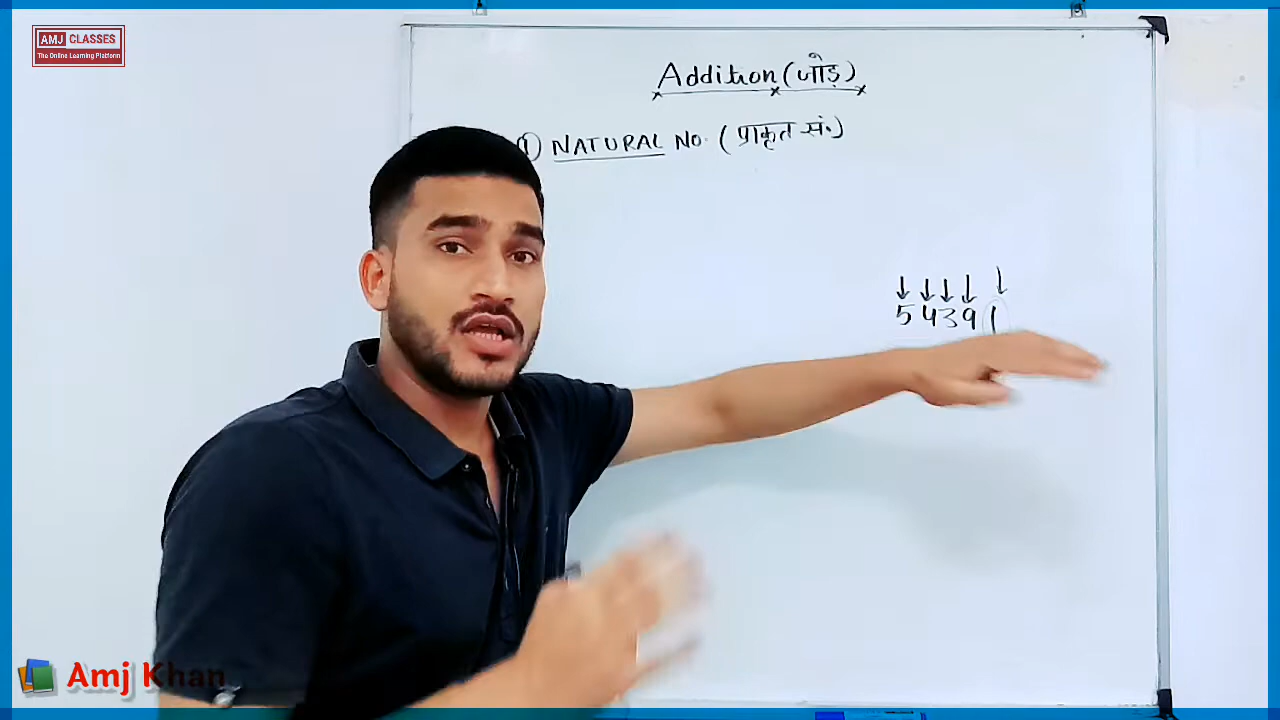 AMJ CLASSES
The Online Learning Platform
Addition (जोड़)
① NATURAL NO. (प्राकृत सं.)
↓ ↓ ↓ ↓ ↓
5 4 3 9 1
Amj Khan